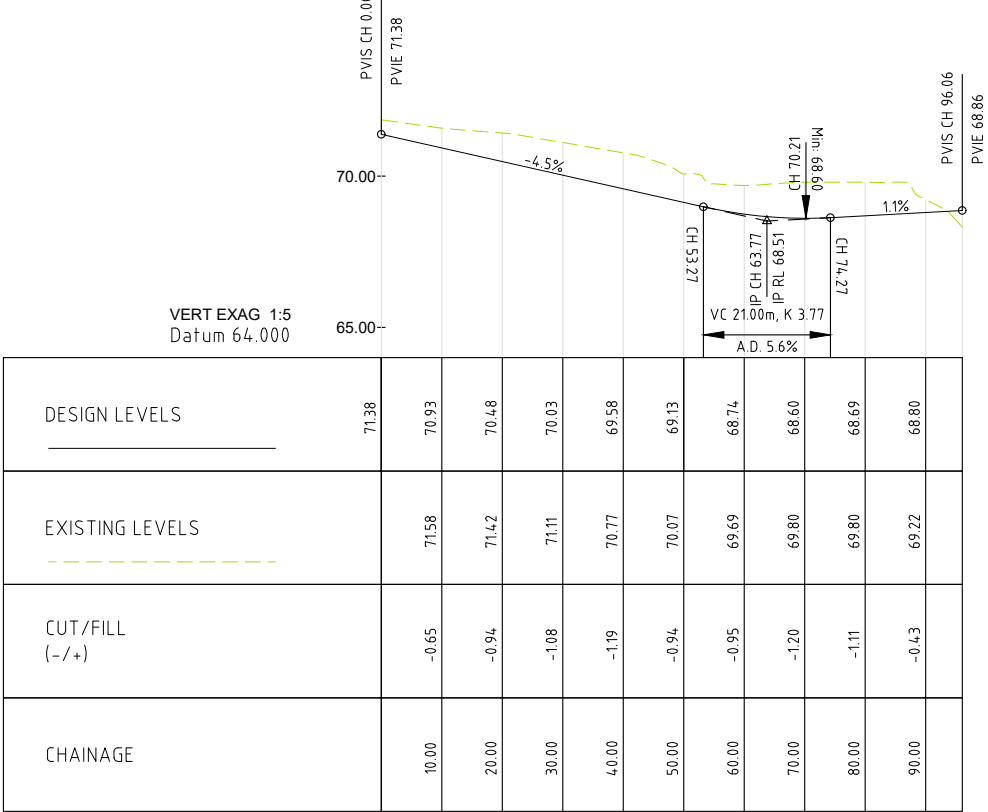 PVIS CH 0.0
PVIE 71.38
PVIS CH 96.06
PVIE 68.86
70.00
-4.5%
CH 70.21
Min: 68.60
1.1%
CH 53.27
IP CH 63.77
IP RL 68.51
CH 74.27
VERT EXAG 1:5
Datum 64.000
65.00
VC 21.00m, K 3.77
A.D. 5.6%
DESIGN LEVELS 71.38 70.93 70.48 70.03 69.58 69.13 68.74 68.60 68.69 68.80
EXISTING LEVELS 71.58 71.42 71.11 70.77 70.07 69.69 69.80 69.80 69.22
CUT/FILL
(-/+) -0.65 -0.94 -1.08 -1.19 -0.94 -0.95 -1.20 -1.11 -0.43
CHAINAGE 10.00 20.00 30.00 40.00 50.00 60.00 70.00 80.00 90.00